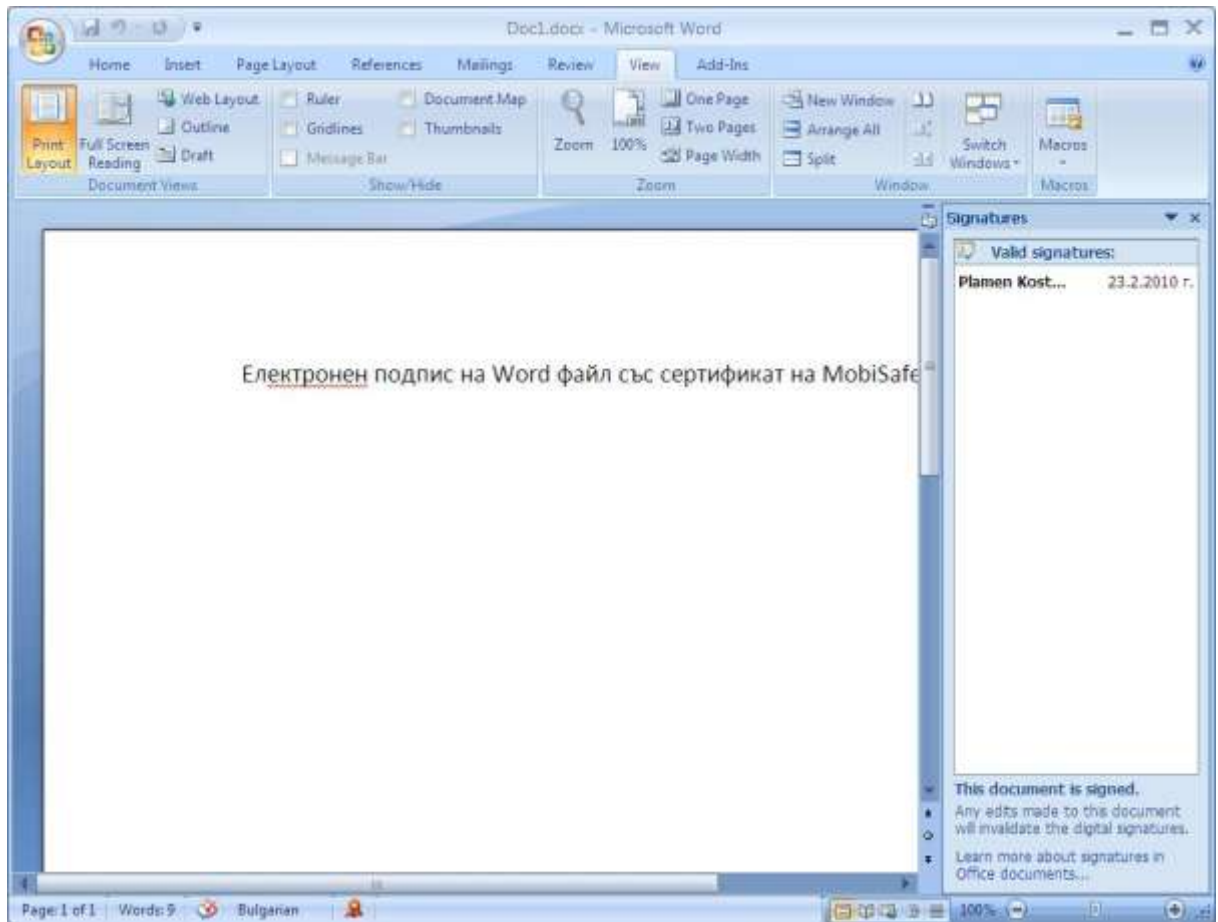 Doc1.docx - Microsoft Word
Home Insert Page Layout References Mailings Review View Add-Ins
Print Layout
Full Screen Reading
Web Layout
Outline
Draft
Document Views
Ruler
Gridlines
Message Bar
Document Map
Thumbnails
Show/Hide
Zoom
100%
One Page
Two Pages
Page Width
Zoom
New Window
Arrange All
Split
Window
Switch Windows
Macros
Macros
Електронен подпис на Word файл със сертификат на MobiSafe
Signatures
Valid signatures:
Plamen Kost... 23.2.2010 г.
This document is signed.
Any edits made to this document
will invalidate the digital signatures.
Learn more about signatures in
Office documents...
Page: 1 of 1 Words: 9 Bulgarian 100%